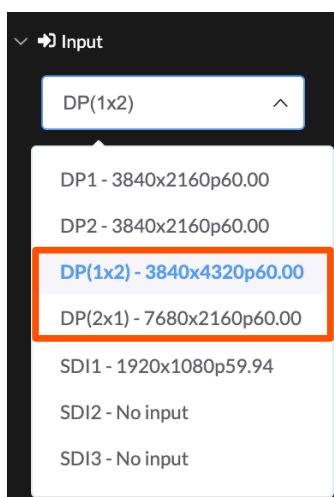 Input
DP(1x2)
DP1 - 3840x2160p60.00
DP2 - 3840x2160p60.00
DP(1x2) - 3840x4320p60.00
DP(2x1) - 7680x2160p60.00
SDI1 - 1920x1080p59.94
SDI2 - No input
SDI3 - No input